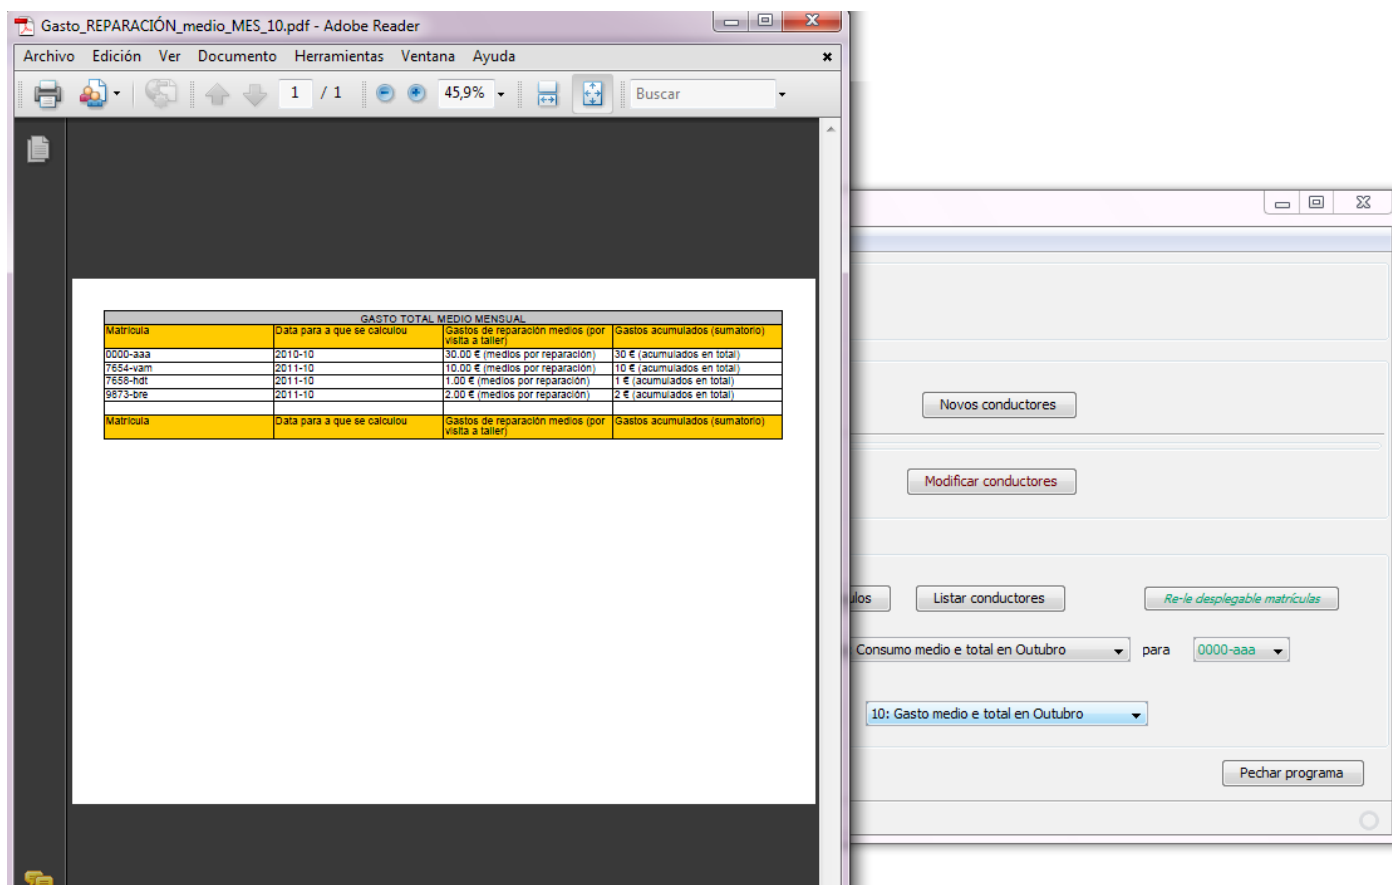 Gasto_REPARACIÓN_medio_MES_10.pdf - Adobe Reader
Archivo Edición Ver Documento Herramientas Ventana Ayuda
1 / 1 45,9% Buscar
GASTO TOTAL MEDIO MENSUAL
Matrícula Data para a que se calculou Gastos de reparación medios (por visita a taller) Gastos acumulados (sumatorio)
0000-aaa 2010-10 30.00 € (medios por reparación) 30 € (acumulados en total)
7654-vam 2011-10 10.00 € (medios por reparación) 10 € (acumulados en total)
7658-hdt 2011-10 1.00 € (medios por reparación) 1 € (acumulados en total)
9873-bre 2011-10 2.00 € (medios por reparación) 2 € (acumulados en total)
Matrícula Data para a que se calculou Gastos de reparación medios (por visita a taller) Gastos acumulados (sumatorio)
Novos conductores
Modificar conductores
ulos Listar conductores Re-le desplegable matrículas
Consumo medio e total en Outubro para 0000-aaa
10: Gasto medio e total en Outubro
Pechar programa